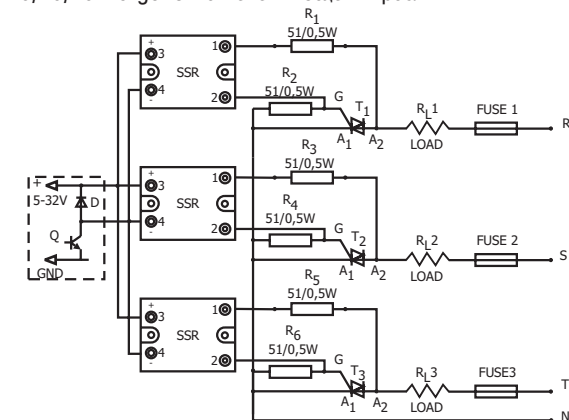 R1
51/0,5W
+
3
1
SSR
R2
51/0,5W
G
T1
4
2
-
A1 A2
RL1
LOAD
FUSE 1
R
R3
51/0,5W
+
3
1
SSR
R4
51/0,5W
G
T2
4
2
-
A1 A2
RL2
LOAD
FUSE 2
S
+
5-32V
D
Q
GND
R5
51/0,5W
+
3
1
SSR
R6
51/0,5W
G
T3
4
2
-
A1 A2
RL3
LOAD
FUSE3
T
N